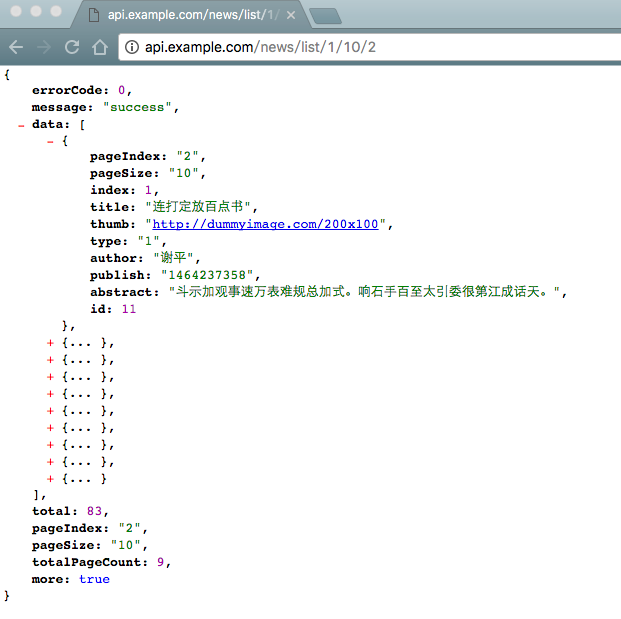 api.example.com/news/list/1/
api.example.com/news/list/1/10/2
{
errorCode: 0,
message: "success",
- data: [
- {
pageIndex: "2",
pageSize: "10",
index: 1,
title: "连打定放百点书",
thumb: "http://dummyimage.com/200x100",
type: "1",
author: "谢平",
publish: "1464237358",
abstract: "斗示加观事速万表难规总加式。响石手百至太引委很第江成话天。",
id: 11
},
+ {... },
+ {... },
+ {... },
+ {... },
+ {... },
+ {... },
+ {... },
+ {... },
+ {... }
],
total: 83,
pageIndex: "2",
pageSize: "10",
totalPageCount: 9,
more: true
}